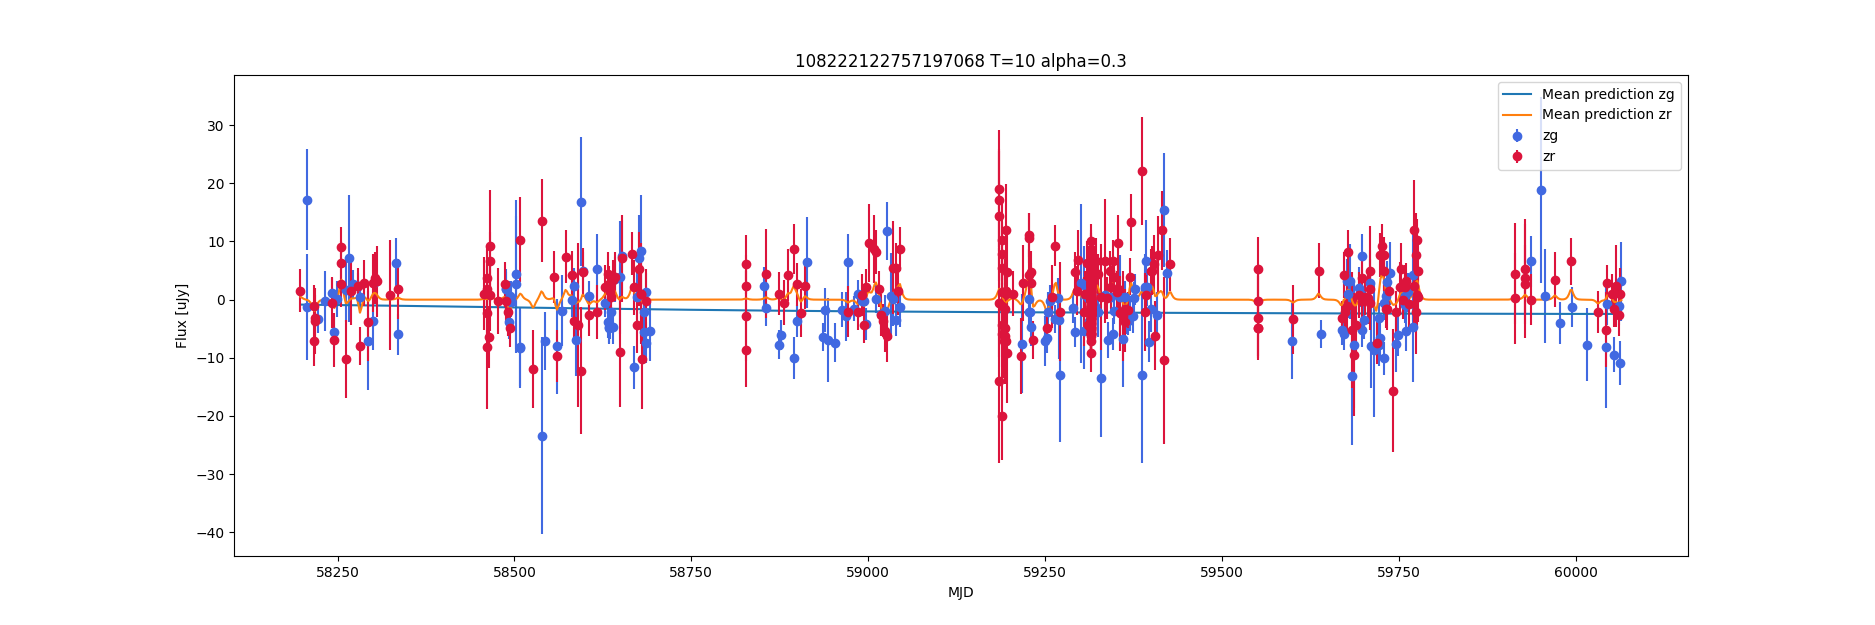 108222122757197068 T=10 alpha=0.3
Mean prediction zg
Mean prediction zr
zg
zr
30
20
10
0
−10
−20
−30
−40
Flux [uJy]
58250 58500 58750 59000 59250 59500 59750 60000
MJD